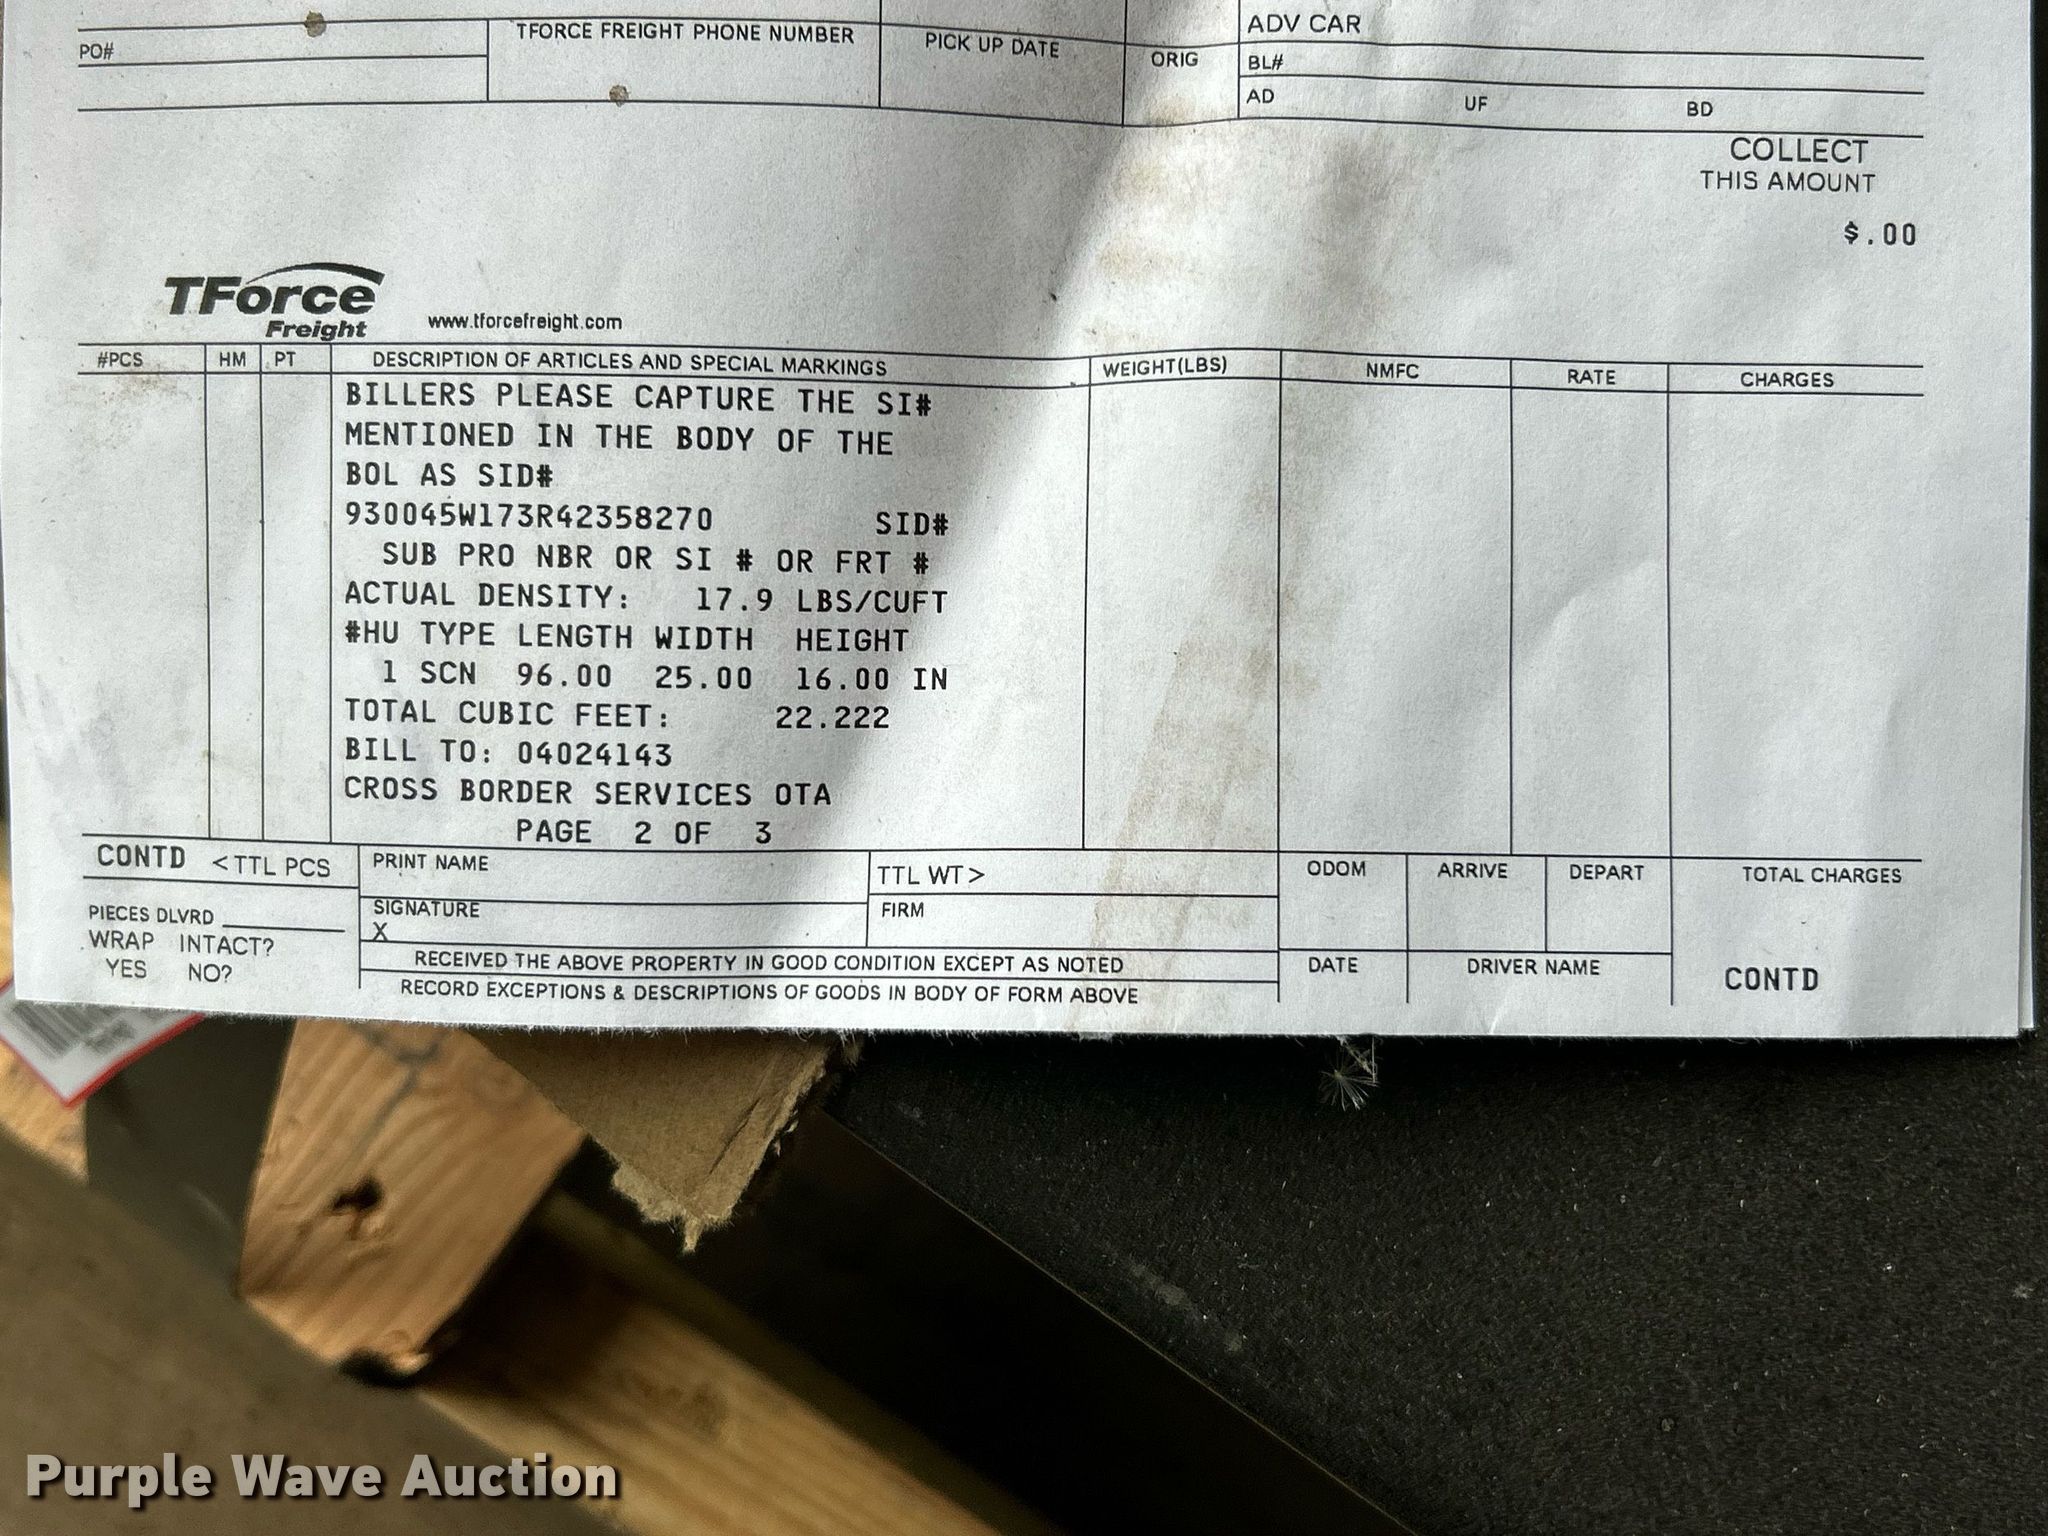 ADV CAR
PO#
TFORCE FREIGHT PHONE NUMBER
PICK UP DATE
ORIG
BL#
AD UF BD
COLLECT
THIS AMOUNT
$.00
TForce
Freight
www.tforcefreight.com
#PCS HM PT DESCRIPTION OF ARTICLES AND SPECIAL MARKINGS WEIGHT(LBS) NMFC RATE CHARGES
BILLERS PLEASE CAPTURE THE SI#
MENTIONED IN THE BODY OF THE
BOL AS SID#
930045W173R42358270 SID#
SUB PRO NBR OR SI # OR FRT #
ACTUAL DENSITY: 17.9 LBS/CUFT
#HU TYPE LENGTH WIDTH HEIGHT
1 SCN 96.00 25.00 16.00 IN
TOTAL CUBIC FEET: 22.222
BILL TO: 04024143
CROSS BORDER SERVICES OTA
PAGE 2 OF 3
CONTD <TTL PCS
PRINT NAME
TTL WT>
ODOM ARRIVE DEPART TOTAL CHARGES
PIECES DLVRD
SIGNATURE
X
FIRM
WRAP INTACT?
YES NO?
RECEIVED THE ABOVE PROPERTY IN GOOD CONDITION EXCEPT AS NOTED
RECORD EXCEPTIONS & DESCRIPTIONS OF GOODS IN BODY OF FORM ABOVE
DATE DRIVER NAME
CONTD
Purple Wave Auction